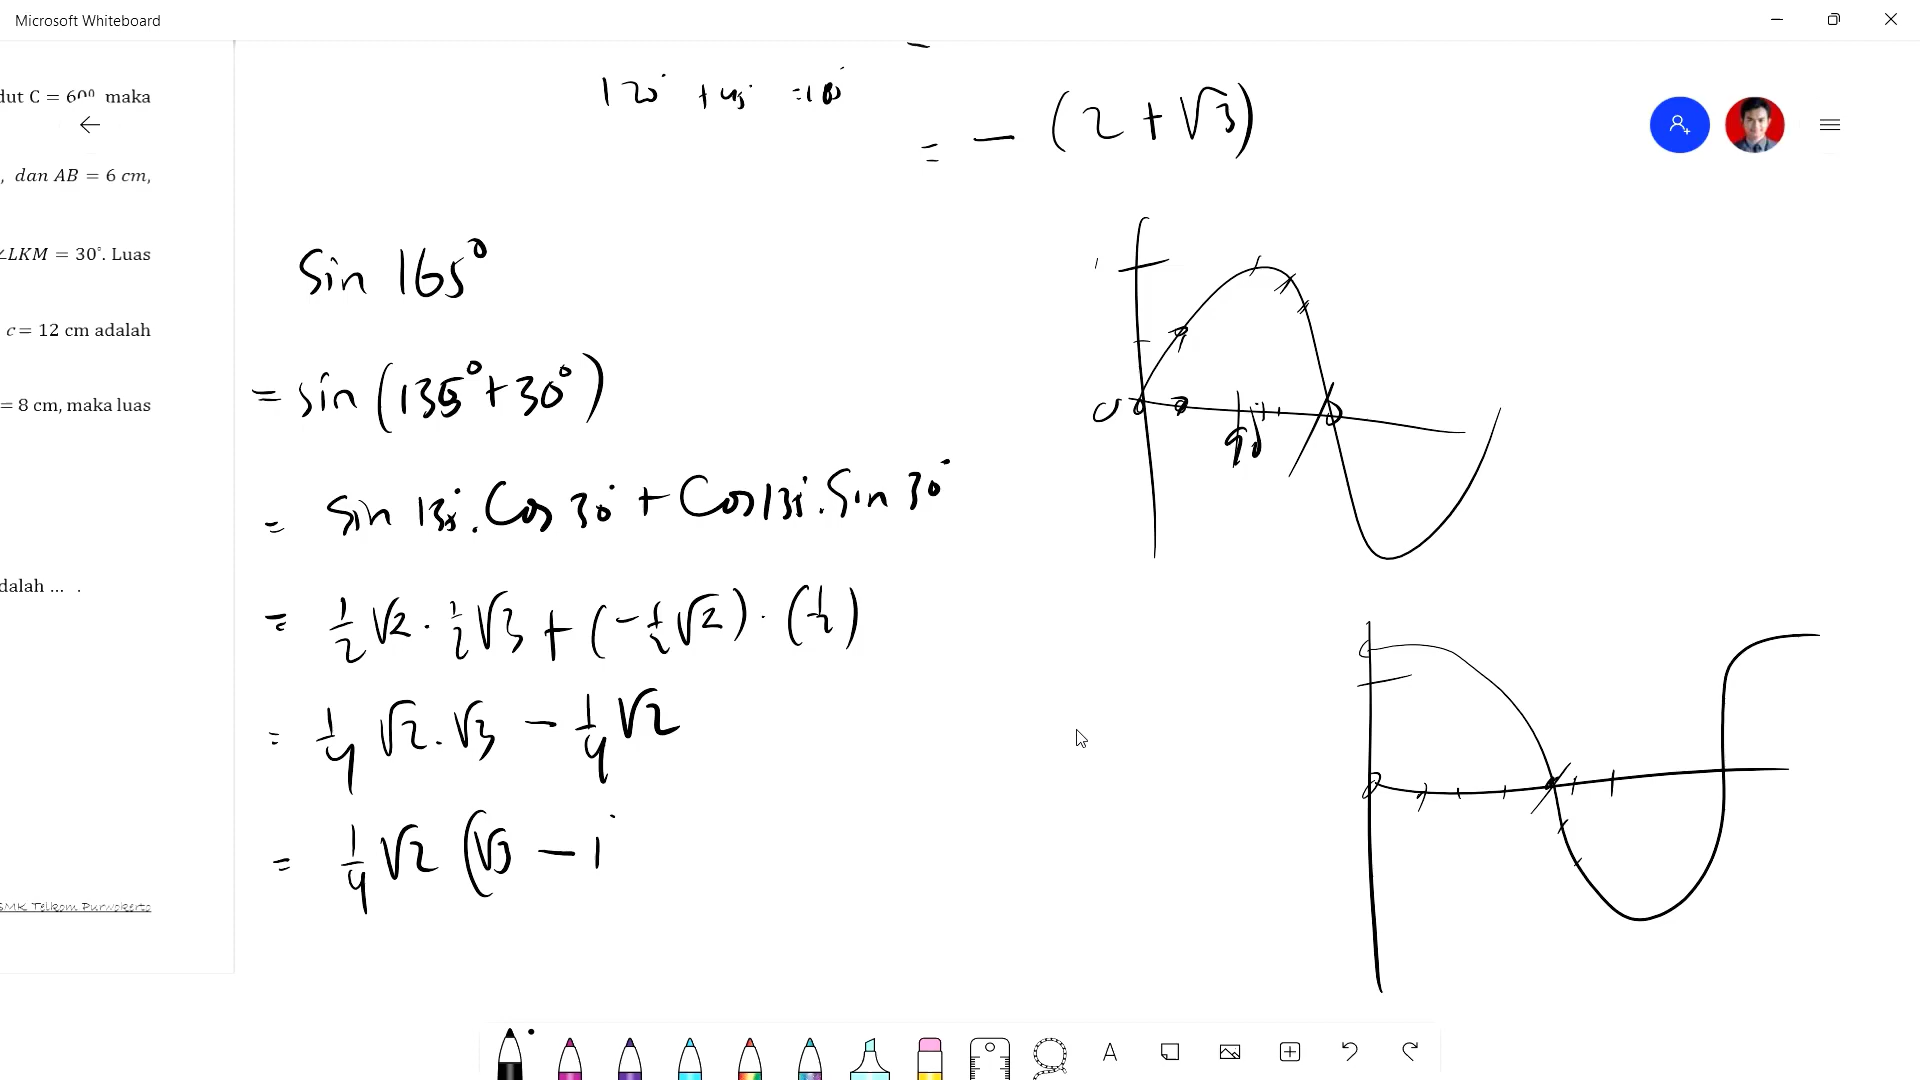 Microsoft Whiteboard
dut C = 60⁰ maka
, dan AB = 6 cm,
∠LKM = 30°. Luas
c = 12 cm adalah
= 8 cm, maka luas
dalah ... .
SMK Telkom Purwokerto
120° + 45°
= - (2 + √3)
Sin 165°
= sin (135° + 30°)
= Sin 135° . Cos 30° + Cos 135° . Sin 30°
= 1/2 √2 . 1/2 √3 + (-1/2 √2) . (1/2)
= 1/4 √2 . √3 - 1/4 √2
= 1/4 √2 (√3 - 1
1
0
90
A